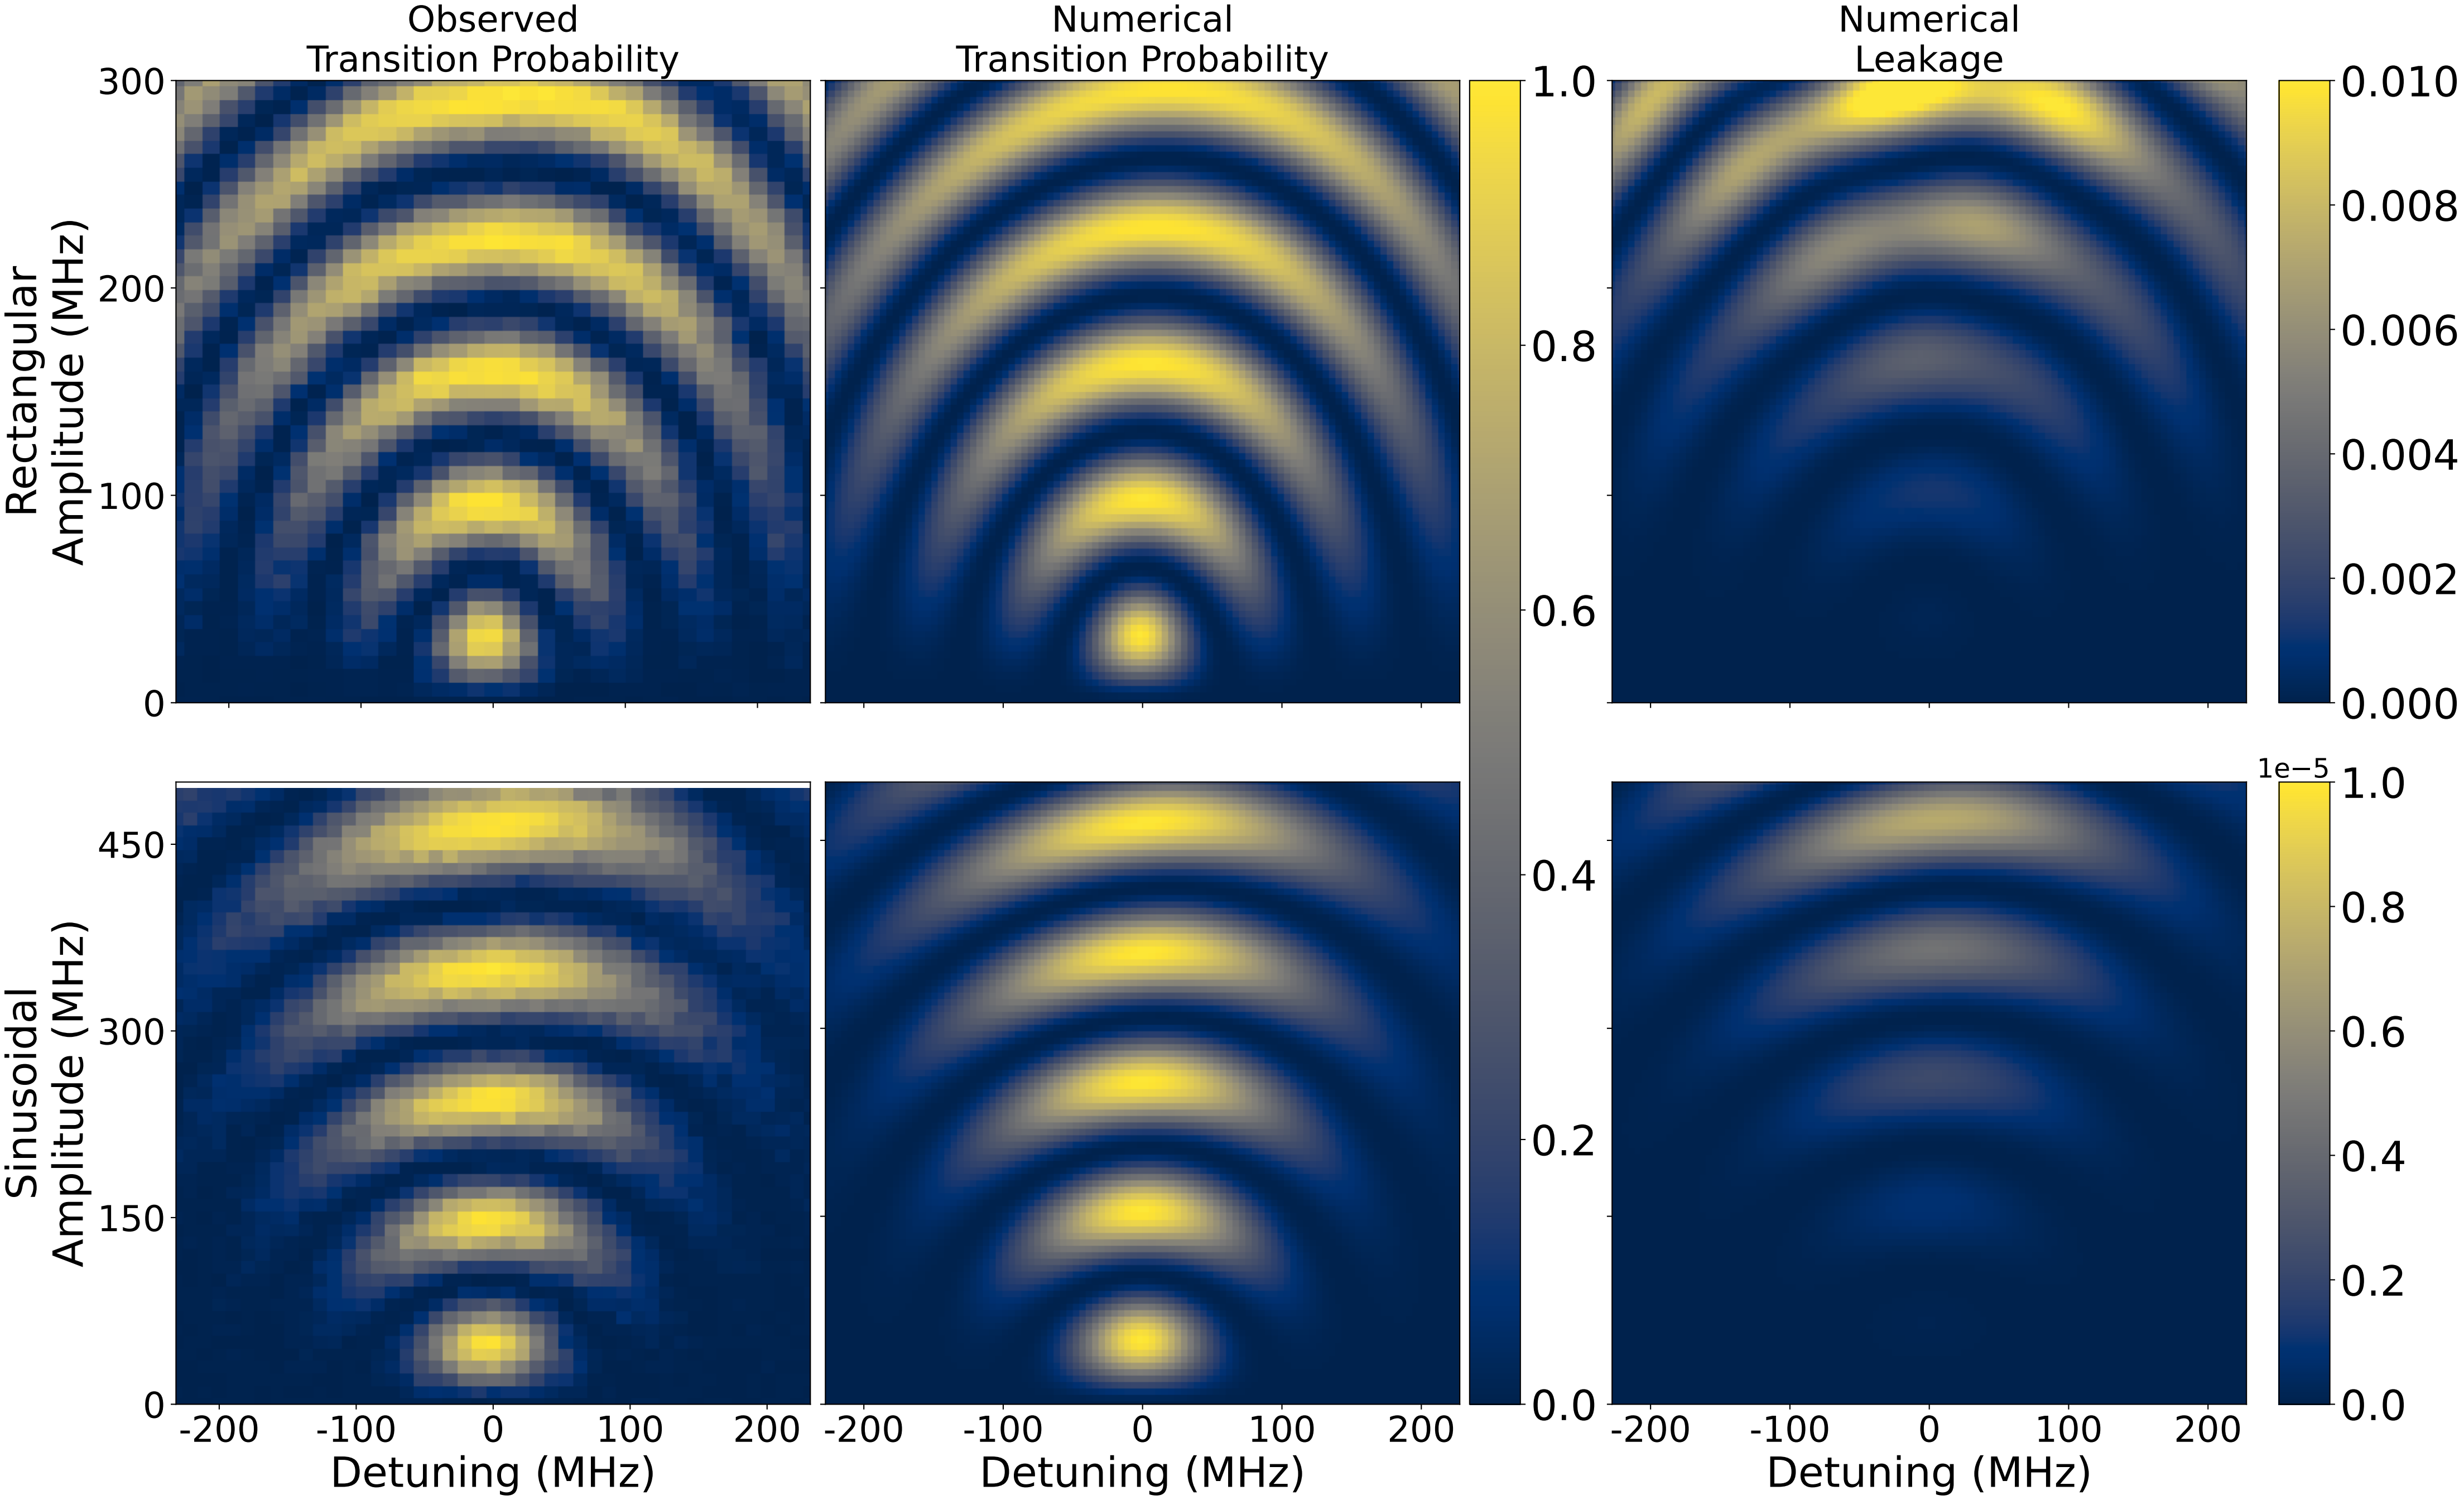 Observed
Transition Probability
Numerical
Transition Probability
Numerical
Leakage
Rectangular
Amplitude (MHz)
300
200
100
0
1.0
0.8
0.6
0.4
0.2
0.0
0.010
0.008
0.006
0.004
0.002
0.000
Sinusoidal
Amplitude (MHz)
450
300
150
0
1e−5
1.0
0.8
0.6
0.4
0.2
0.0
-200 -100 0 100 200
-200 -100 0 100 200
-200 -100 0 100 200
Detuning (MHz)
Detuning (MHz)
Detuning (MHz)